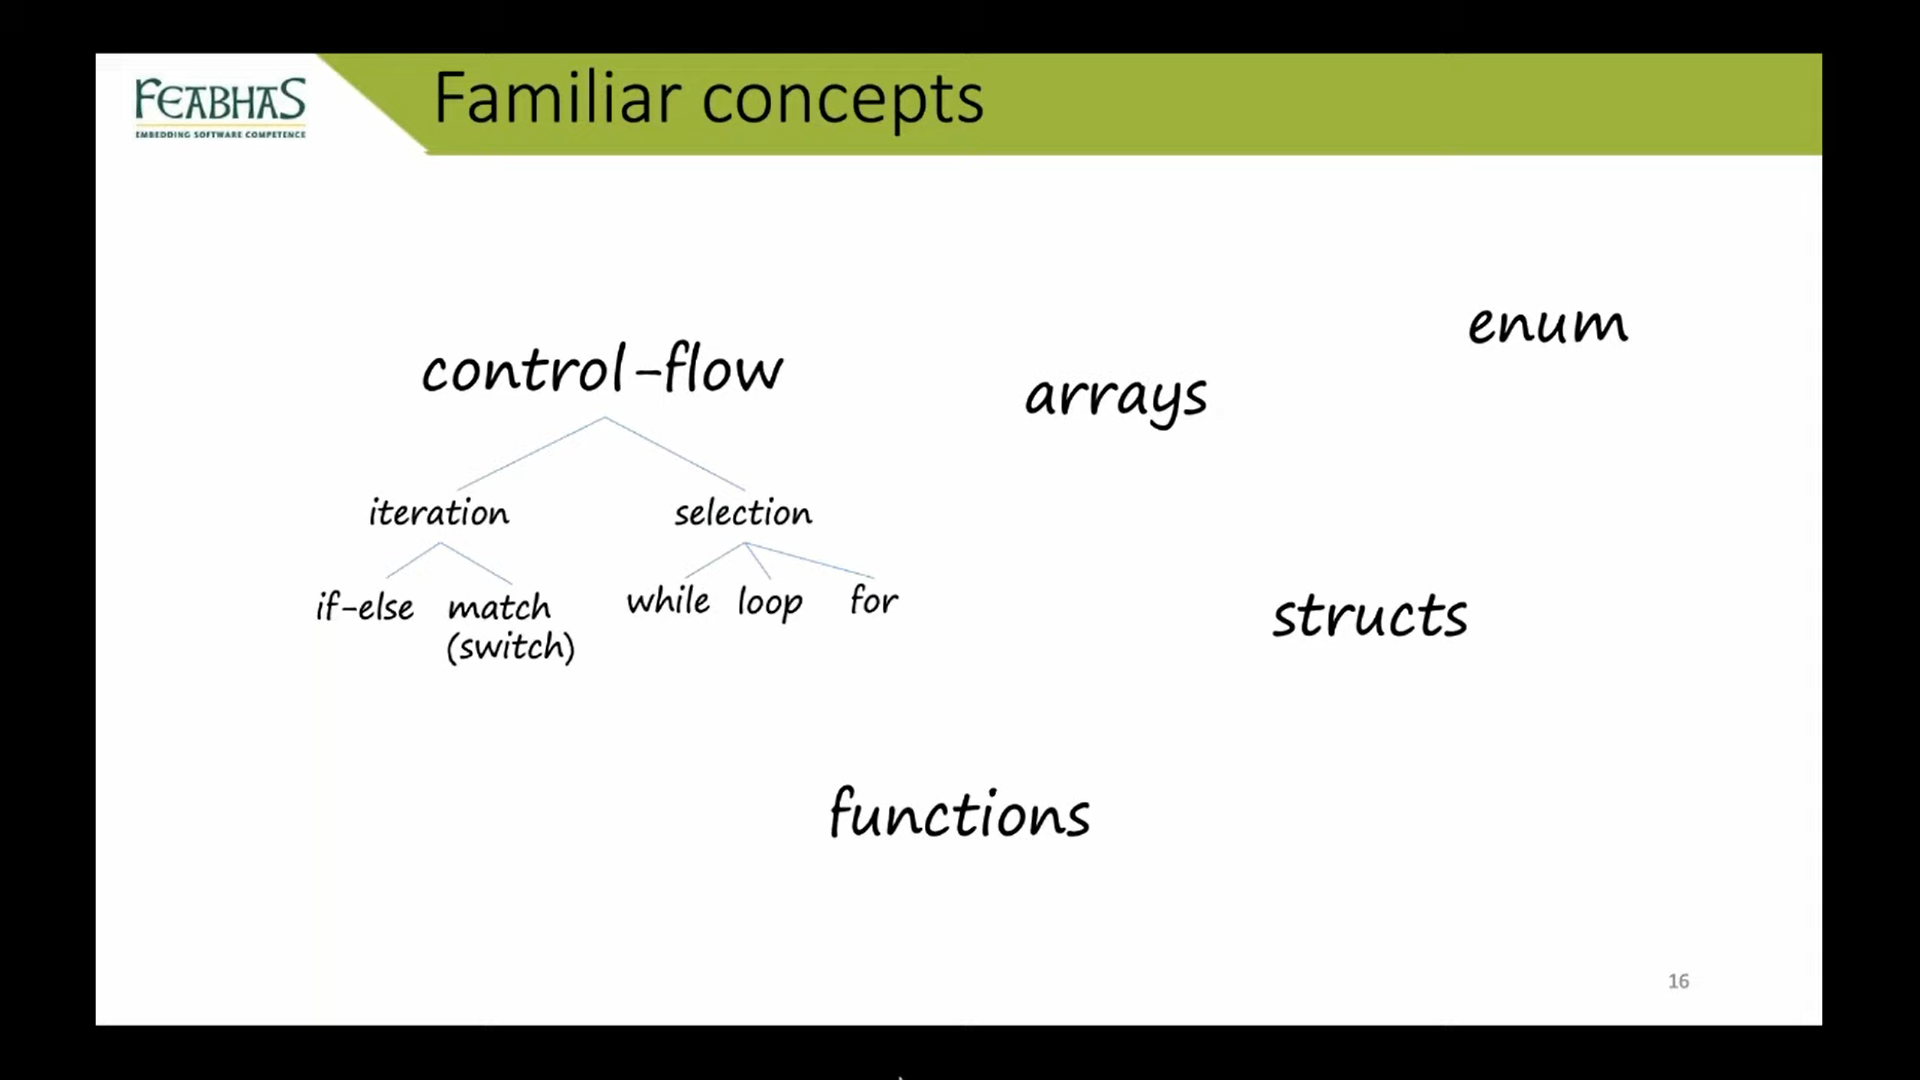 FEABHAS
EMBEDDING SOFTWARE COMPETENCE
Familiar concepts
enum
control-flow
arrays
iteration
selection
if-else
match
(switch)
while
loop
for
structs
functions
16